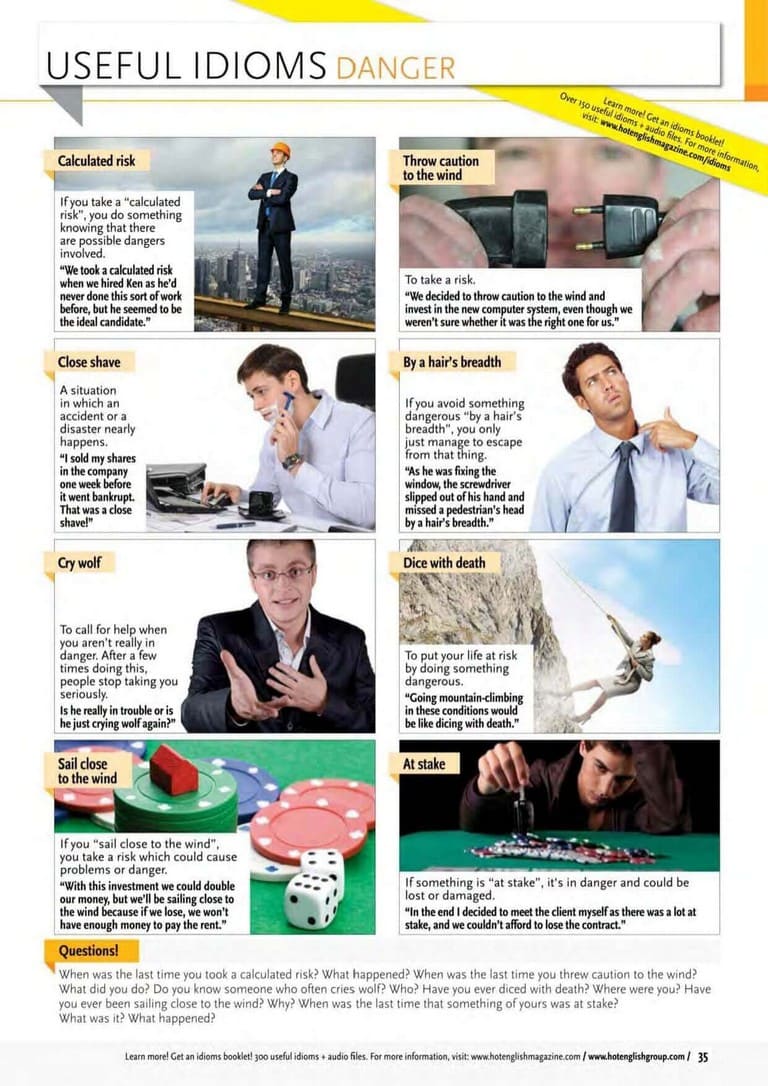 USEFUL IDIOMS DANGER
Learn more! Get an idioms booklet!
Over 150 useful idioms + audio files. For more information,
visit: www.hotenglishmagazine.com/idioms
Calculated risk
If you take a “calculated
risk”, you do something
knowing that there
are possible dangers
involved.
“We took a calculated risk
when we hired Ken as he’d
never done this sort of work
before, but he seemed to be
the ideal candidate.”
Throw caution
to the wind
To take a risk.
“We decided to throw caution to the wind and
invest in the new computer system, even though we
weren’t sure whether it was the right one for us.”
Close shave
A situation
in which an
accident or a
disaster nearly
happens.
“I sold my shares
in the company
one week before
it went bankrupt.
That was a close
shave!”
By a hair’s breadth
If you avoid something
dangerous “by a hair’s
breadth”, you only
just manage to escape
from that thing.
“As he was fixing the
window, the screwdriver
slipped out of his hand and
missed a pedestrian’s head
by a hair’s breadth.”
Cry wolf
To call for help when
you aren’t really in
danger. After a few
times doing this,
people stop taking you
seriously.
Is he really in trouble or is
he just crying wolf again?”
Dice with death
To put your life at risk
by doing something
dangerous.
“Going mountain-climbing
in these conditions would
be like dicing with death.”
Sail close
to the wind
If you “sail close to the wind”,
you take a risk which could cause
problems or danger.
“With this investment we could double
our money, but we’ll be sailing close to
the wind because if we lose, we won’t
have enough money to pay the rent.”
At stake
If something is “at stake”, it’s in danger and could be
lost or damaged.
“In the end I decided to meet the client myself as there was a lot at
stake, and we couldn’t afford to lose the contract.”
Questions!
When was the last time you took a calculated risk? What happened? When was the last time you threw caution to the wind?
What did you do? Do you know someone who often cries wolf? Who? Have you ever diced with death? Where were you? Have
you ever been sailing close to the wind? Why? When was the last time that something of yours was at stake?
What was it? What happened?
Learn more! Get an idioms booklet! 300 useful idioms + audio files. For more information, visit: www.hotenglishmagazine.com / www.hotenglishgroup.com / 35